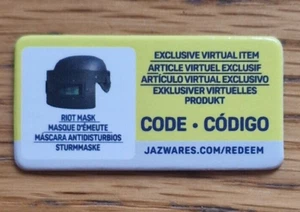 EXCLUSIVE VIRTUAL ITEM
ARTICLE VIRTUEL EXCLUSIF
ARTÍCULO VIRTUAL EXCLUSIVO
EXKLUSIVER VIRTUELLES
PRODUKT
CODE • CÓDIGO
JAZWARES.COM/REDEEM
RIOT MASK
MASQUE D'ÉMEUTE
MÁSCARA ANTIDISTURBIOS
STURMMASKE